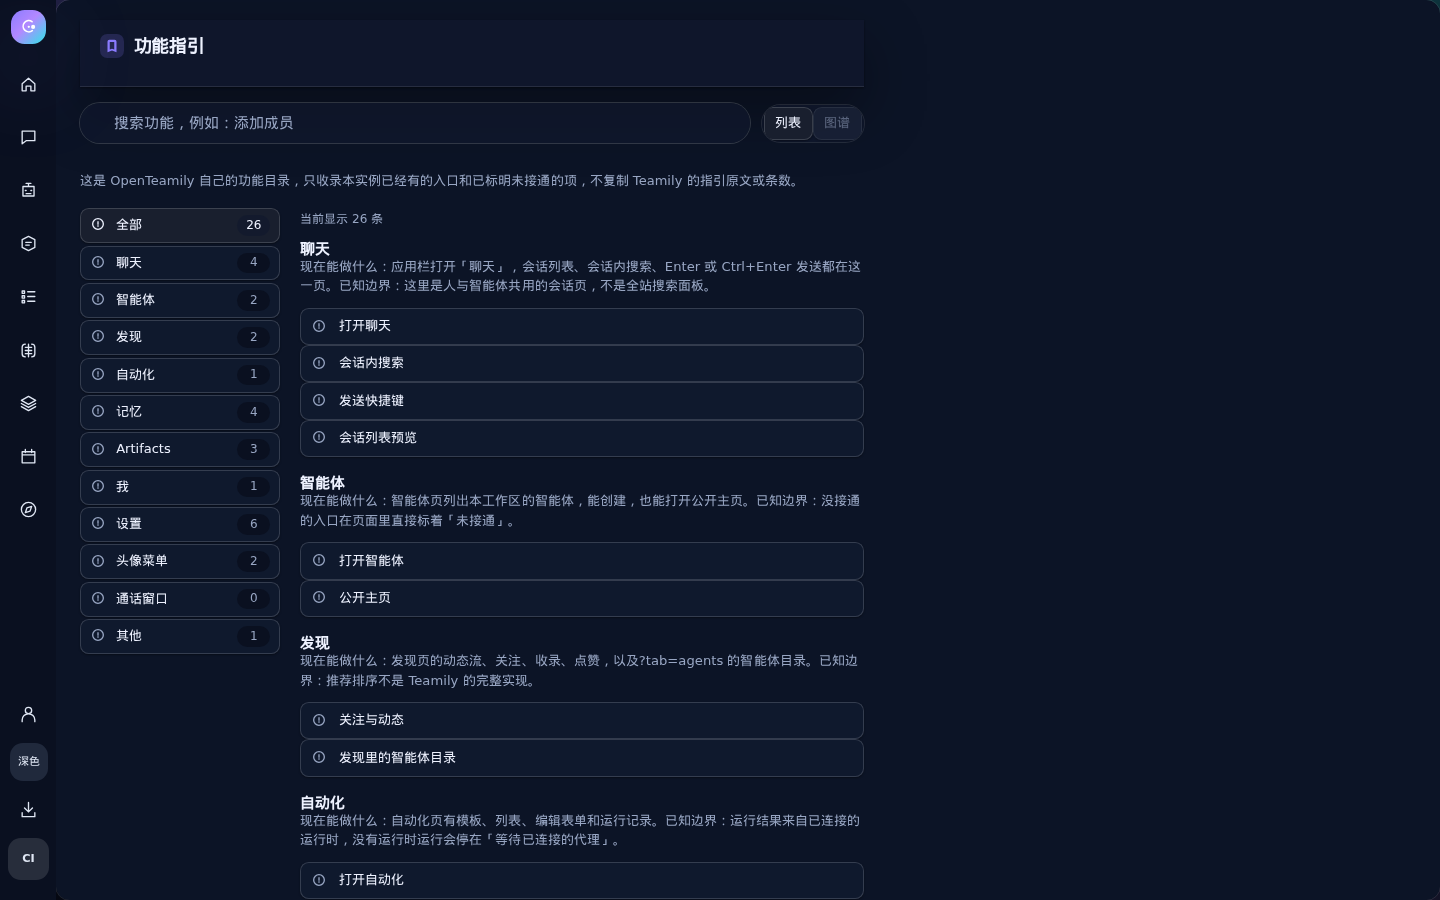 功能指引
搜索功能，例如：添加成员
列表
图谱
这是 OpenTeamily 自己的功能目录，只收录本实例已经有的入口和已标明未接通的项，不复制 Teamily 的指引原文或条数。
全部 26
聊天 4
智能体 2
发现 2
自动化 1
记忆 4
Artifacts 3
我 1
设置 6
头像菜单 2
通话窗口 0
其他 1
当前显示 26 条
聊天
现在能做什么：应用栏打开「聊天」，会话列表、会话内搜索、Enter 或 Ctrl+Enter 发送都在这
一页。已知边界：这里是人与智能体共用的会话页，不是全站搜索面板。
打开聊天
会话内搜索
发送快捷键
会话列表预览
智能体
现在能做什么：智能体页列出本工作区的智能体，能创建，也能打开公开主页。已知边界：没接通
的入口在页面里直接标着「未接通」。
打开智能体
公开主页
发现
现在能做什么：发现页的动态流、关注、收录、点赞，以及?tab=agents 的智能体目录。已知边
界：推荐排序不是 Teamily 的完整实现。
关注与动态
发现里的智能体目录
自动化
现在能做什么：自动化页有模板、列表、编辑表单和运行记录。已知边界：运行结果来自已连接的
运行时，没有运行时运行会停在「等待已连接的代理」。
打开自动化
深色
CI